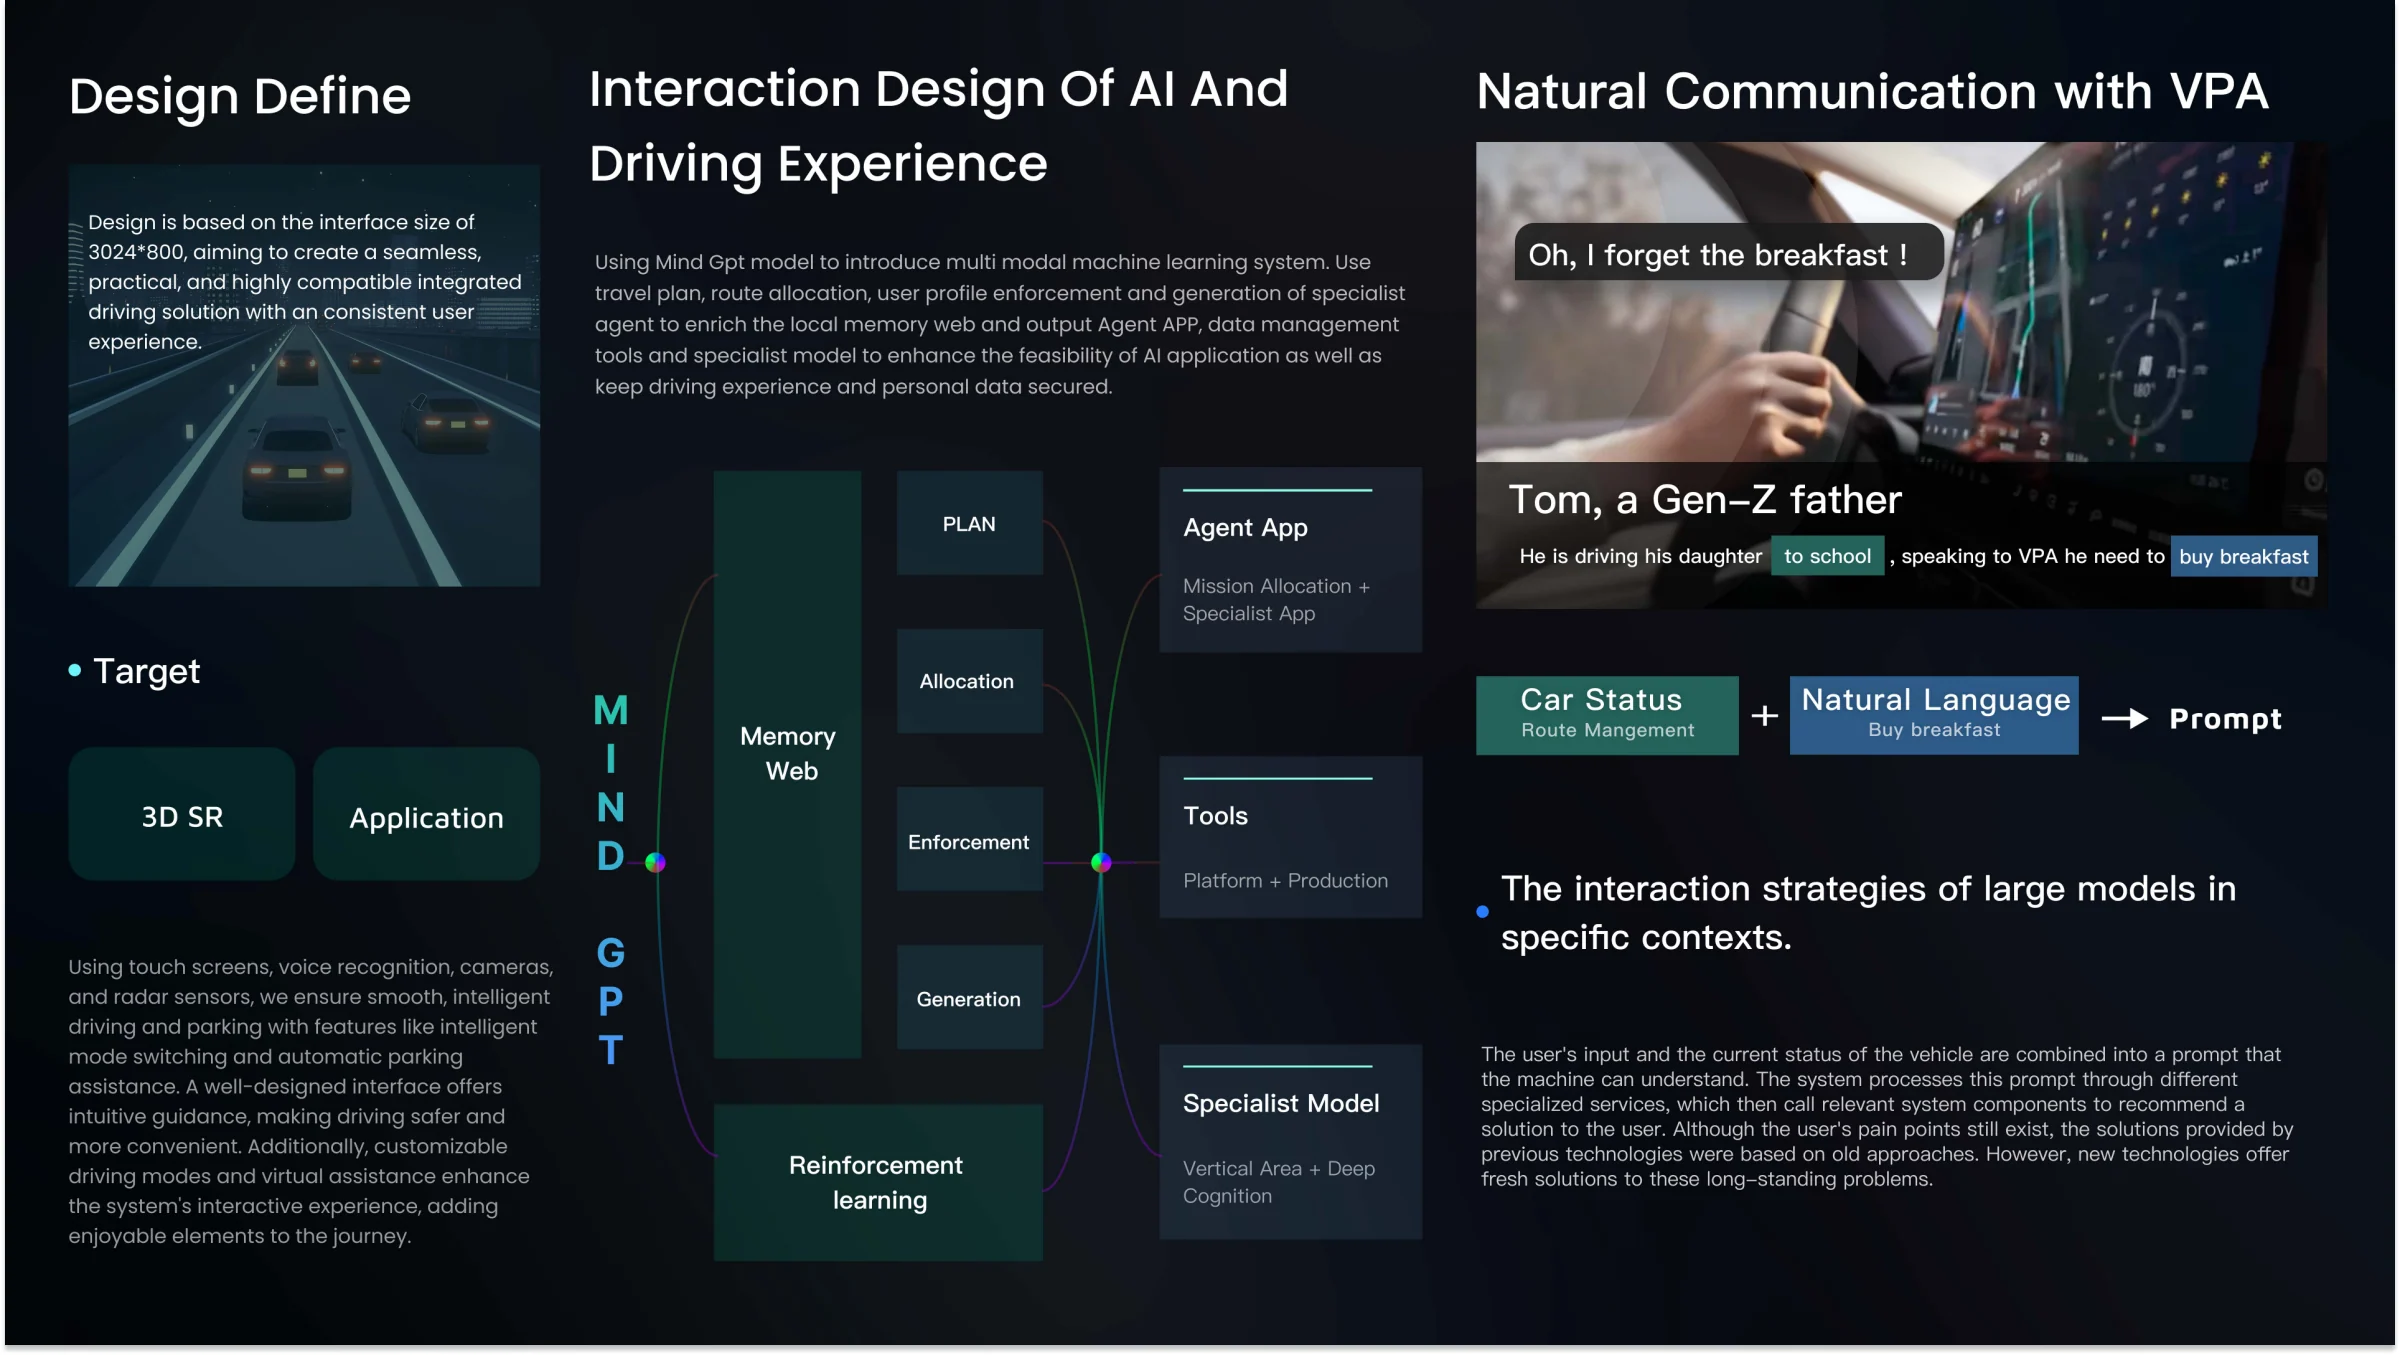 Design Define
Design is based on the interface size of
3024*800, aiming to create a seamless,
practical, and highly compatible integrated
driving solution with an consistent user
experience.
Target
3D SR
Application
Using touch screens, voice recognition, cameras,
and radar sensors, we ensure smooth, intelligent
driving and parking with features like intelligent
mode switching and automatic parking
assistance. A well-designed interface offers
intuitive guidance, making driving safer and
more convenient. Additionally, customizable
driving modes and virtual assistance enhance
the system's interactive experience, adding
enjoyable elements to the journey.
Interaction Design Of AI And
Driving Experience
Using Mind Gpt model to introduce multi modal machine learning system. Use
travel plan, route allocation, user profile enforcement and generation of specialist
agent to enrich the local memory web and output Agent APP, data management
tools and specialist model to enhance the feasibility of AI application as well as
keep driving experience and personal data secured.
MIND GPT
Memory
Web
PLAN
Allocation
Enforcement
Generation
Reinforcement
learning
Agent App
Mission Allocation +
Specialist App
Tools
Platform + Production
Specialist Model
Vertical Area + Deep
Cognition
Natural Communication with VPA
Oh, I forget the breakfast !
180°
Tom, a Gen-Z father
He is driving his daughter to school , speaking to VPA he need to buy breakfast
Car Status
Route Mangement
+
Natural Language
Buy breakfast
Prompt
The interaction strategies of large models in
specific contexts.
The user's input and the current status of the vehicle are combined into a prompt that
the machine can understand. The system processes this prompt through different
specialized services, which then call relevant system components to recommend a
solution to the user. Although the user's pain points still exist, the solutions provided by
previous technologies were based on old approaches. However, new technologies offer
fresh solutions to these long-standing problems.